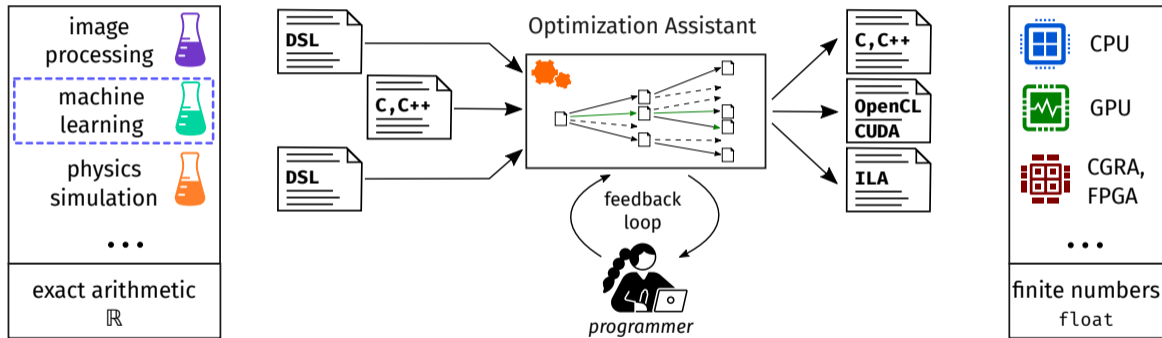 image
processing
machine
learning
physics
simulation
...
exact arithmetic
ℝ
DSL
C,C++
DSL
Optimization Assistant
feedback
loop
programmer
C,C++
OpenCL
CUDA
ILA
CPU
GPU
CGRA,
FPGA
...
finite numbers
float